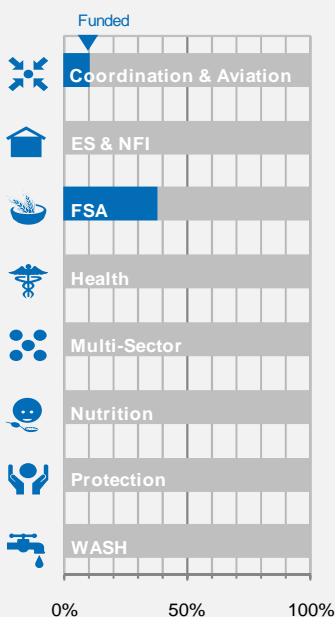 Funded
Coordination & Aviation
ES & NFI
FSA
Health
Multi-Sector
Nutrition
Protection
WASH
0% 50% 100%